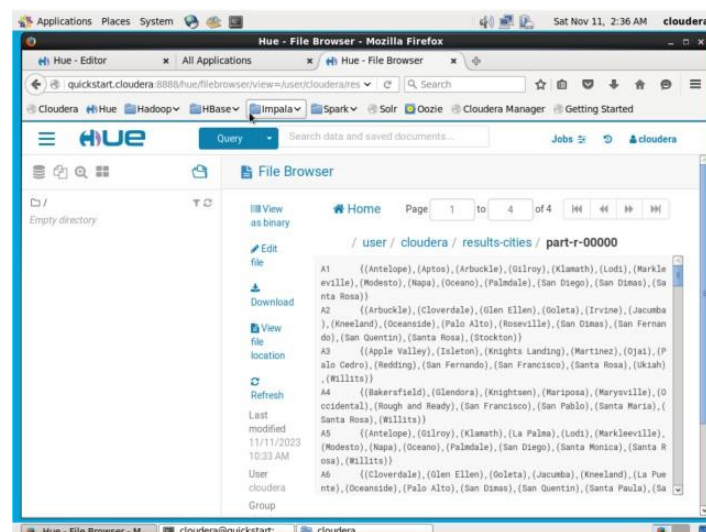 Applications Places System Sat Nov 11, 2:36 AM cloudera
Hue - File Browser - Mozilla Firefox
Hue - Editor × All Applications × Hue - File Browser ×
quickstart.cloudera:8888/hue/filebrowser/view=/user/cloudera/res Search
Cloudera Hue Hadoop HBase Impala Spark Solr Oozie Cloudera Manager Getting Started
HUE Query Search data and saved documents... Jobs cloudera
File Browser
/
Empty directory
View as binary
Edit file
Download
View file location
Refresh
Last modified
11/11/2023
10:33 AM
User
cloudera
Group
Home Page 1 to 4 of 4
/ user / cloudera / results-cities / part-r-00000
A1 {(Antelope),(Aptos),(Arbuckle),(Gilroy),(Klamath),(Lodi),(Markle
eville),(Modesto),(Napa),(Oceano),(Palmdale),(San Diego),(San Dimas),(Sa
nta Rosa)}
A2 {(Arbuckle),(Cloverdale),(Glen Ellen),(Goleta),(Irvine),(Jacumba
),(Kneeland),(Oceanside),(Palo Alto),(Roseville),(San Dimas),(San Fernan
do),(San Quentin),(Santa Rosa),(Stockton)}
A3 {(Apple Valley),(Isleton),(Knights Landing),(Martinez),(Ojai),(P
alo Cedro),(Redding),(San Fernando),(San Francisco),(Santa Rosa),(Ukiah)
,(Willits)}
A4 {(Bakersfield),(Glendora),(Knightsen),(Mariposa),(Marysville),(O
ccidental),(Rough and Ready),(San Francisco),(San Pablo),(Santa Maria),(
Santa Rosa),(Willits)}
A5 {(Antelope),(Gilroy),(Klamath),(La Palma),(Lodi),(Markleeville),
(Modesto),(Napa),(Oceano),(Palmdale),(San Diego),(Santa Monica),(Santa R
osa),(Willits)}
A6 {(Cloverdale),(Glen Ellen),(Goleta),(Jacumba),(Kneeland),(La Pue
nte),(Oceanside),(Palo Alto),(San Dimas),(San Quentin),(Santa Paula),(Sa
Hue - File Browser - M... cloudera@quickstart: cloudera